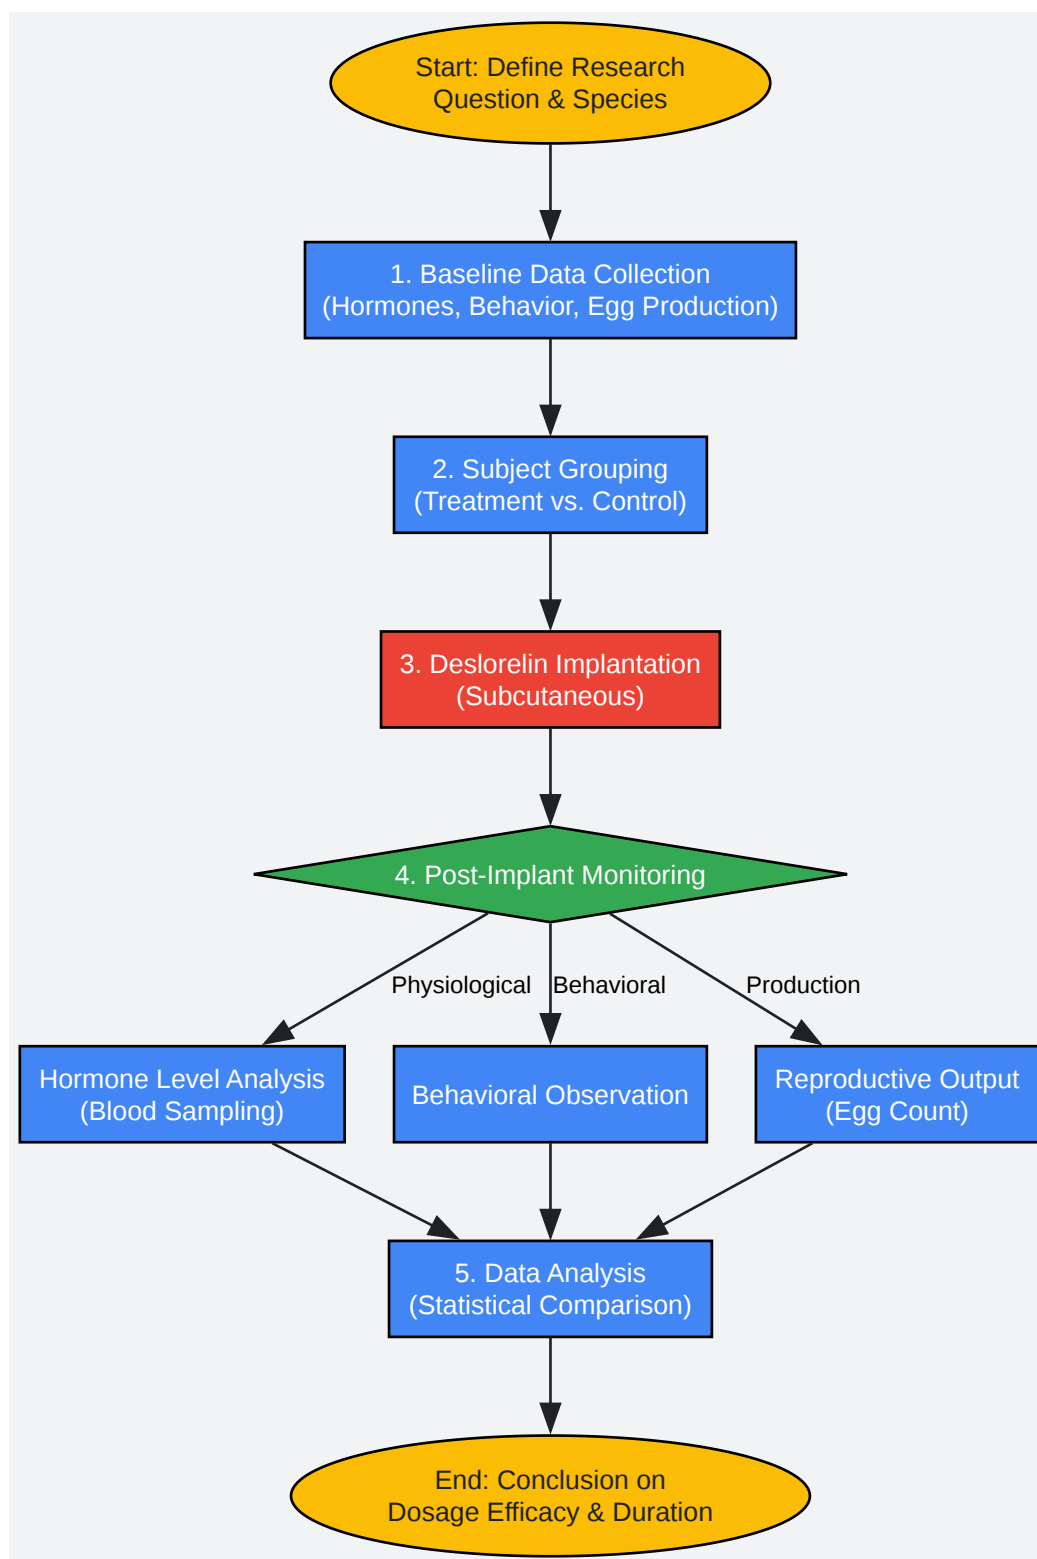 Start: Define Research
Question & Species
1. Baseline Data Collection
(Hormones, Behavior, Egg Production)
2. Subject Grouping
(Treatment vs. Control)
3. Deslorelin Implantation
(Subcutaneous)
4. Post-Implant Monitoring
Physiological
Behavioral
Production
Hormone Level Analysis
(Blood Sampling)
Behavioral Observation
Reproductive Output
(Egg Count)
5. Data Analysis
(Statistical Comparison)
End: Conclusion on
Dosage Efficacy & Duration